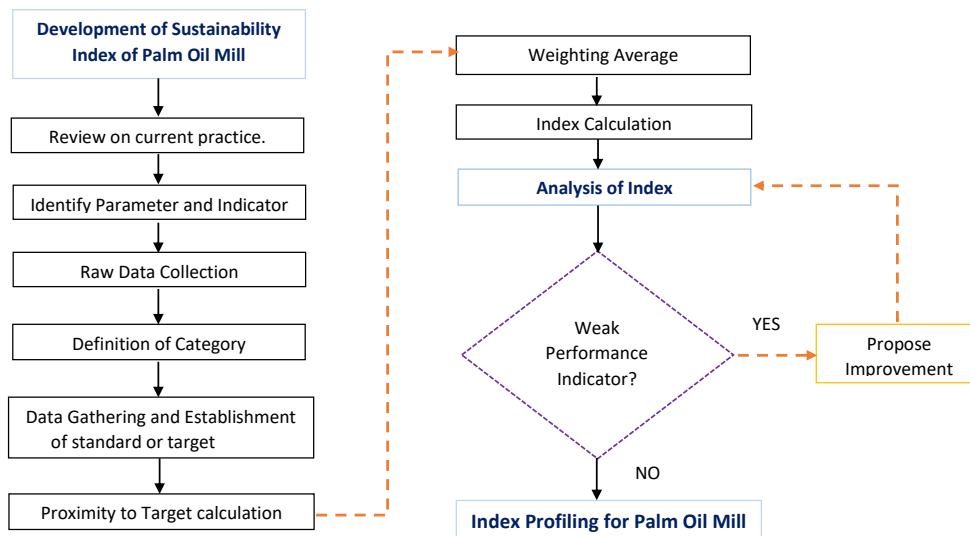 Development of Sustainability
Index of Palm Oil Mill
Review on current practice.
Identify Parameter and Indicator
Raw Data Collection
Definition of Category
Data Gathering and Establishment
of standard or target
Proximity to Target calculation
Weighting Average
Index Calculation
Analysis of Index
Weak
Performance
Indicator?
YES
Propose
Improvement
NO
Index Profiling for Palm Oil Mill